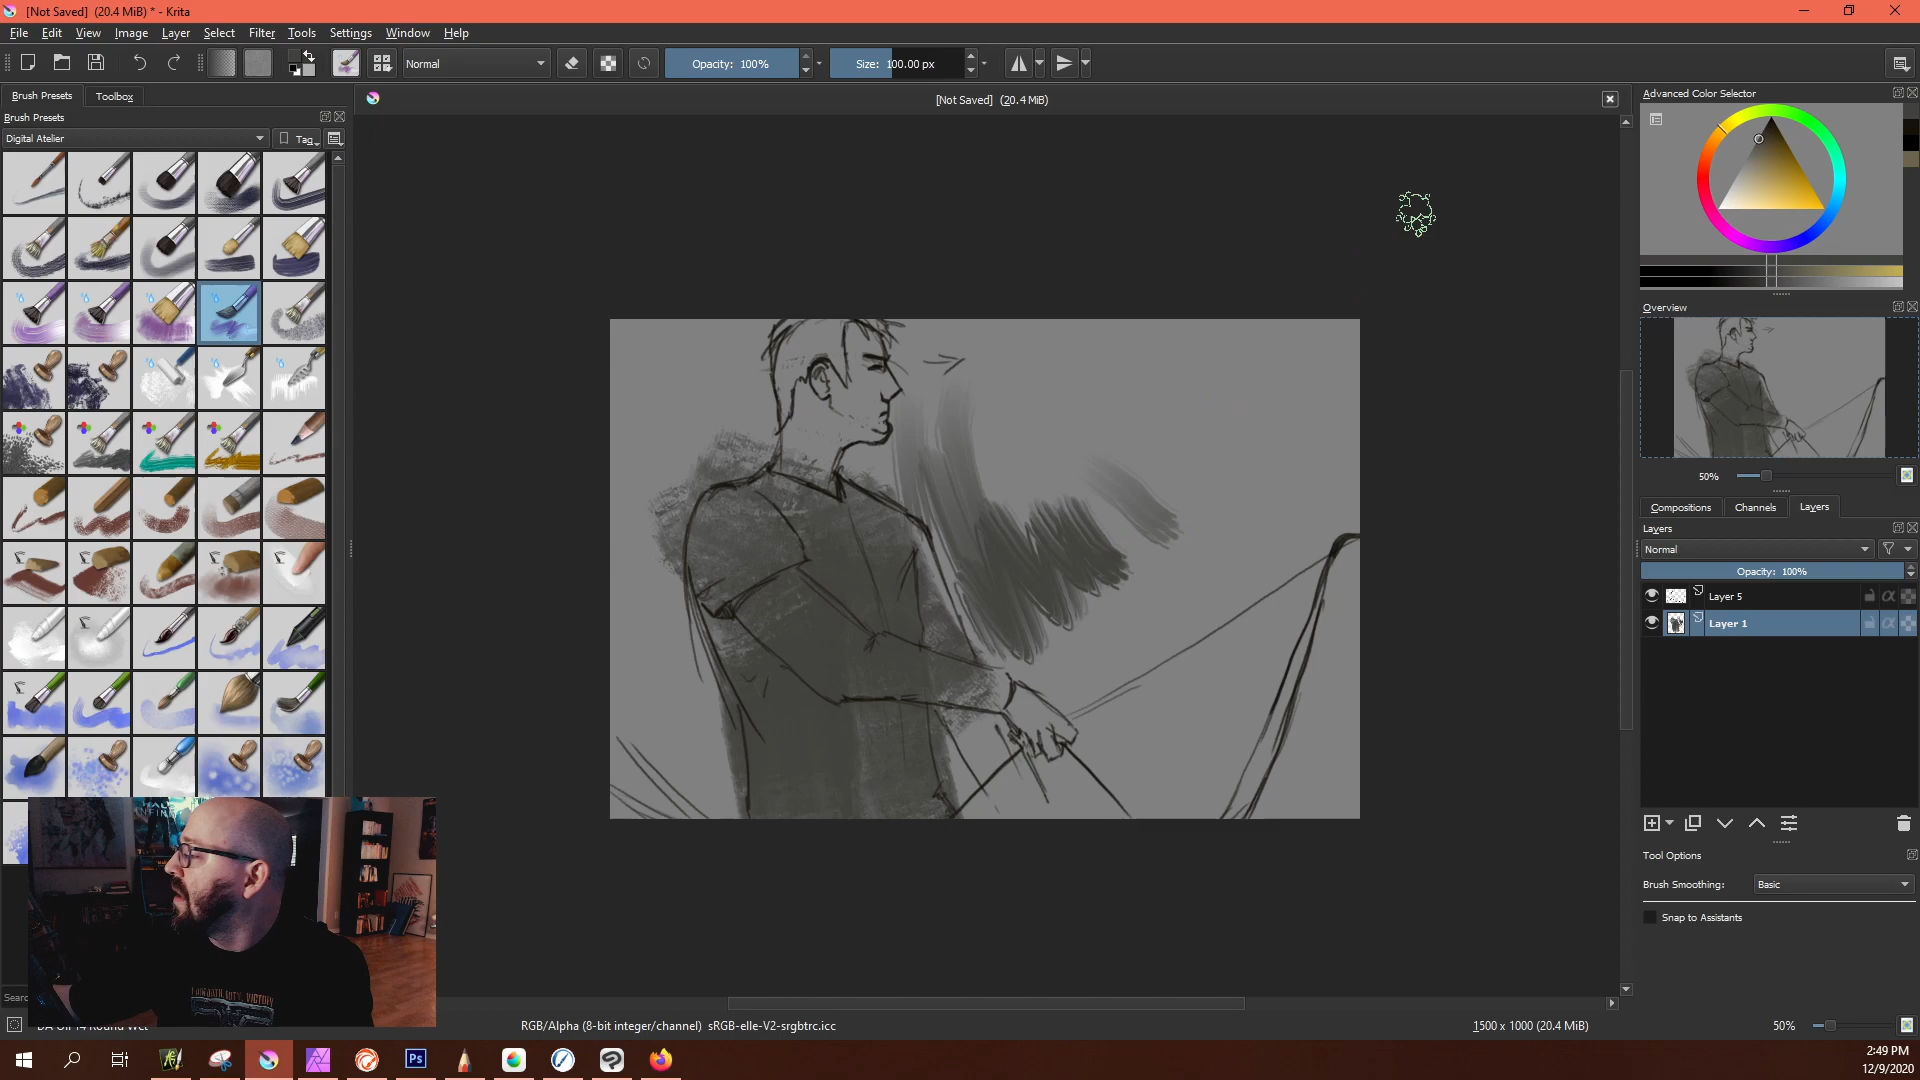 [Not Saved]  (20.4 MiB) * - Krita
File Edit View Image Layer Select Filter Tools Settings Window Help
Normal Opacity: 100% Size: 100.00 px
Brush Presets Toolbox
[Not Saved]  (20.4 MiB)
Brush Presets
Digital Atelier Tag
Advanced Color Selector
Overview
50%
Compositions Channels Layers
Layers
Normal
Opacity: 100%
Layer 5
Layer 1
Tool Options
Brush Smoothing: Basic
Snap to Assistants
RGB/Alpha (8-bit integer/channel)  sRGB-elle-V2-srgbtrc.icc
1500 x 1000 (20.4 MiB)
50%
Ps
2:49 PM
12/9/2020